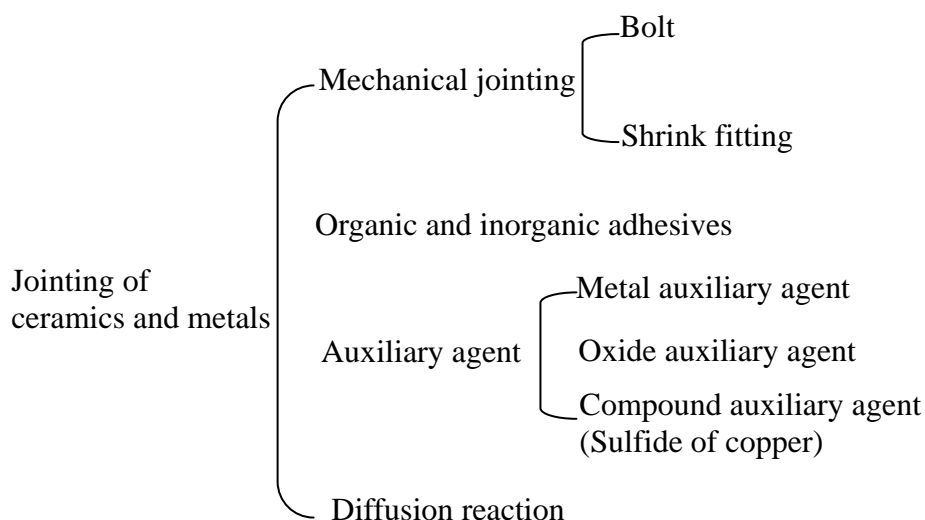 Bolt
Mechanical jointing
Shrink fitting
Organic and inorganic adhesives
Jointing of
ceramics and metals
Metal auxiliary agent
Auxiliary agent
Oxide auxiliary agent
Compound auxiliary agent
(Sulfide of copper)
Diffusion reaction